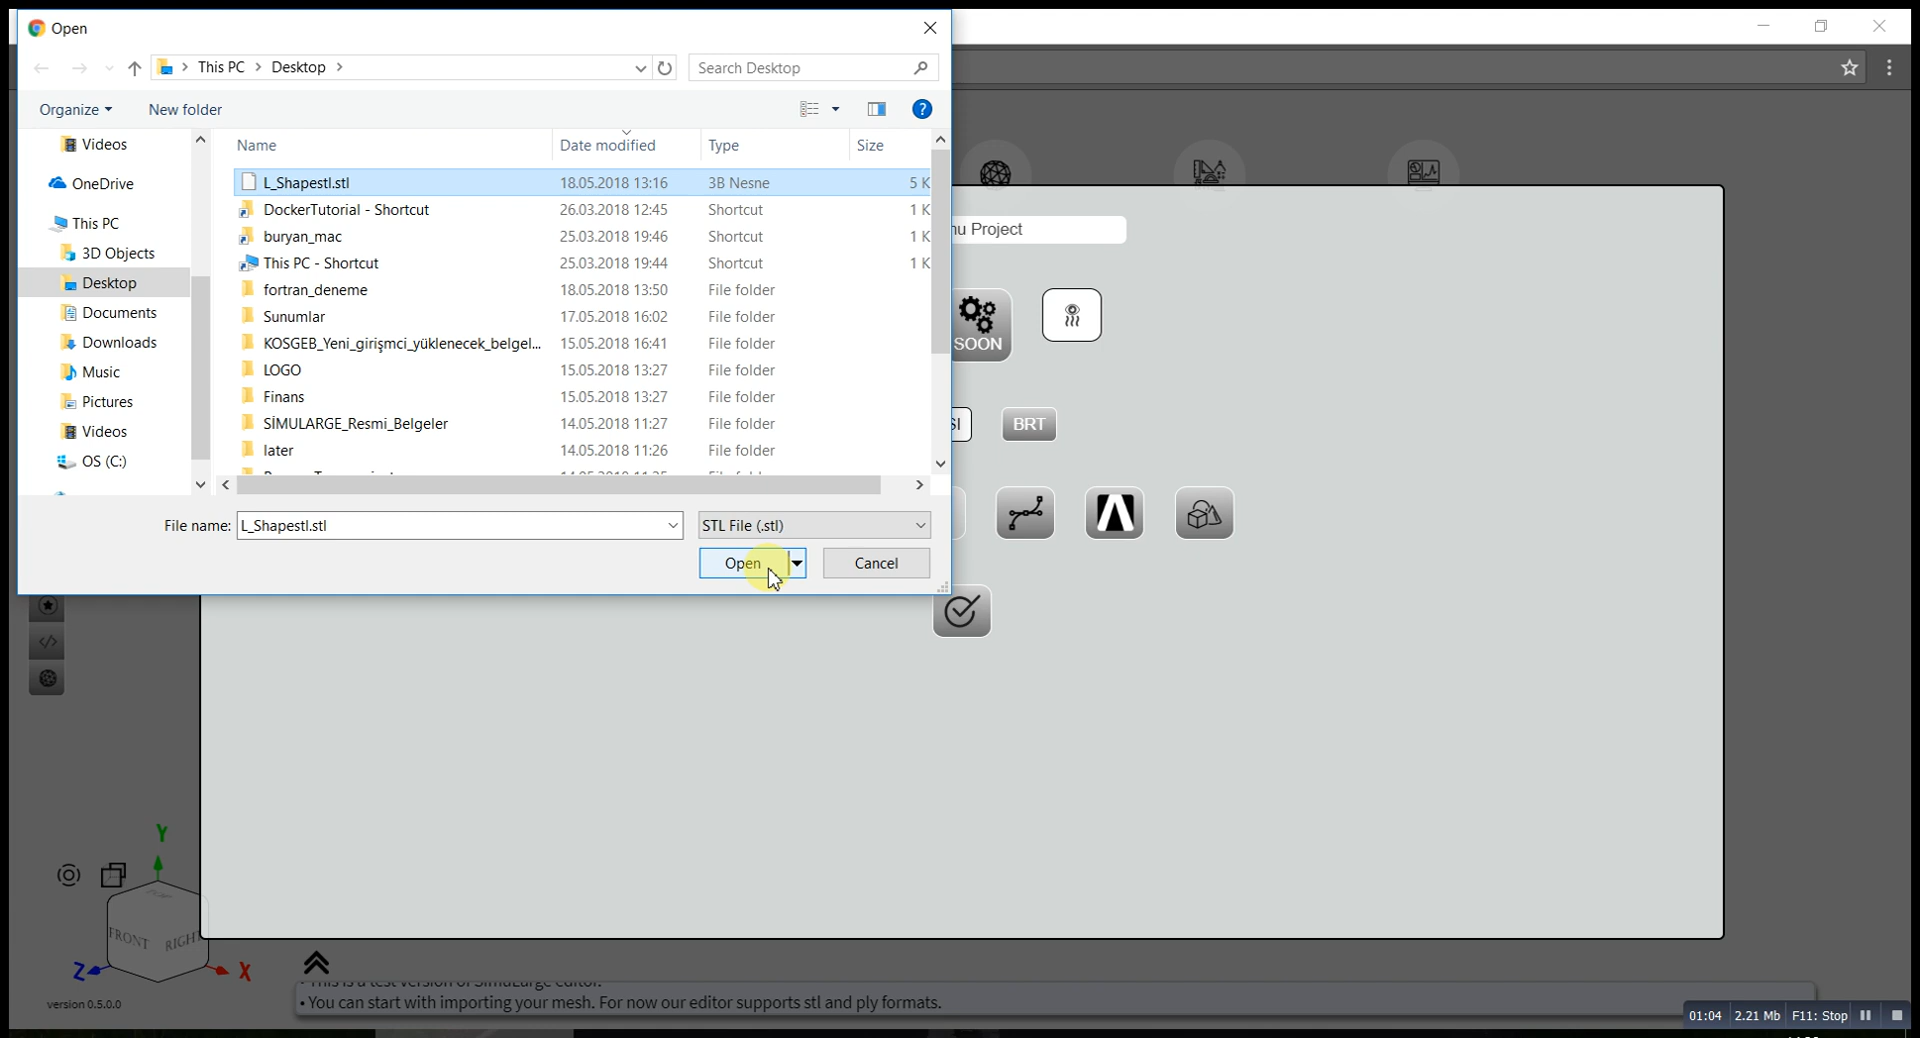 Open
This PC > Desktop >
Search Desktop
Organize
New folder
?
Videos
OneDrive
This PC
3D Objects
Desktop
Documents
Downloads
Music
Pictures
Videos
OS (C:)
Name Date modified Type Size
L_Shapestl.stl 18.05.2018 13:16 3B Nesne 5 K
DockerTutorial - Shortcut 26.03.2018 12:45 Shortcut 1 K
buryan_mac 25.03.2018 19:46 Shortcut 1 K
This PC - Shortcut 25.03.2018 19:44 Shortcut 1 K
fortran_deneme 18.05.2018 13:50 File folder
Sunumlar 17.05.2018 16:02 File folder
KOSGEB_Yeni_girişmci_yüklenecek_belgel... 15.05.2018 16:41 File folder
LOGO 15.05.2018 13:27 File folder
Finans 15.05.2018 13:27 File folder
SİMULARGE_Resmi_Belgeler 14.05.2018 11:27 File folder
later 14.05.2018 11:26 File folder
File name: L_Shapestl.stl STL File (.stl)
Open Cancel
nu Project
SOON
SI BRT
Y
FRONT RIGHT
Z X
version 0.5.0.0
• This is a test version of SimuLarge editor.
• You can start with importing your mesh. For now our editor supports stl and ply formats.
01:04 2.21 Mb F11: Stop